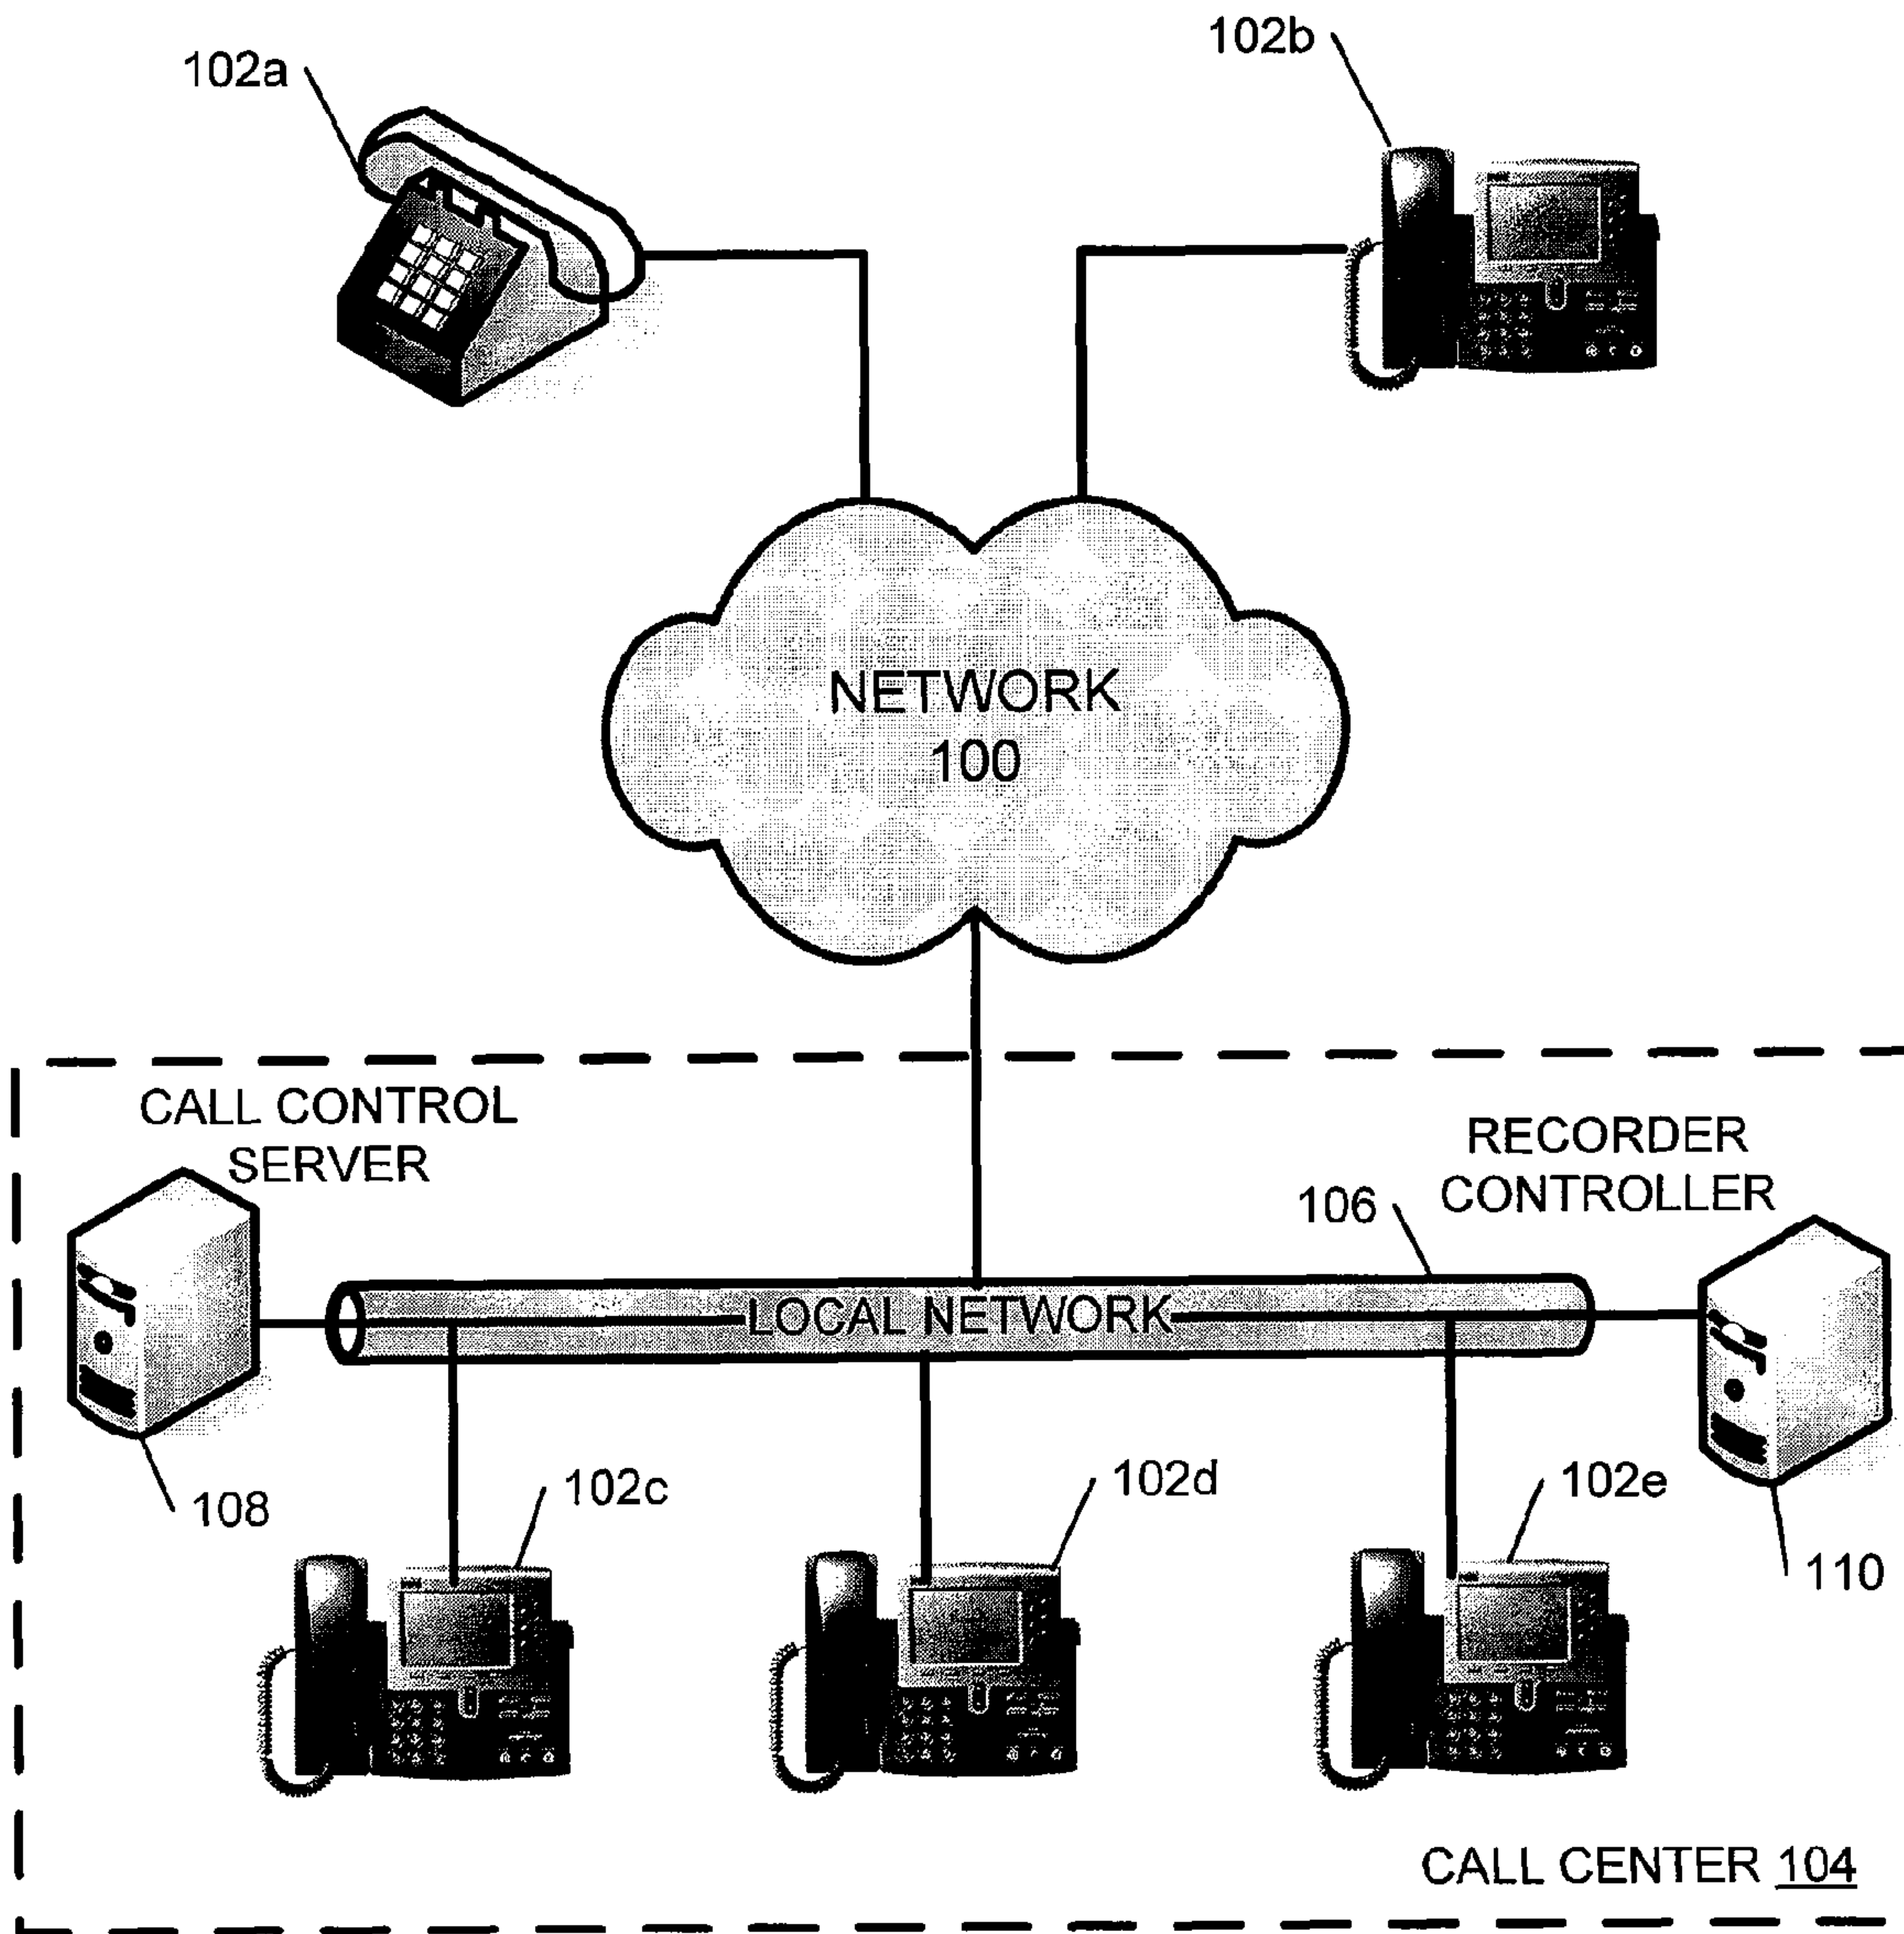 102a
102b
NETWORK
100
CALL CONTROL
SERVER
RECORDER
CONTROLLER
106
LOCAL NETWORK
108
102c
102d
102e
110
CALL CENTER 104